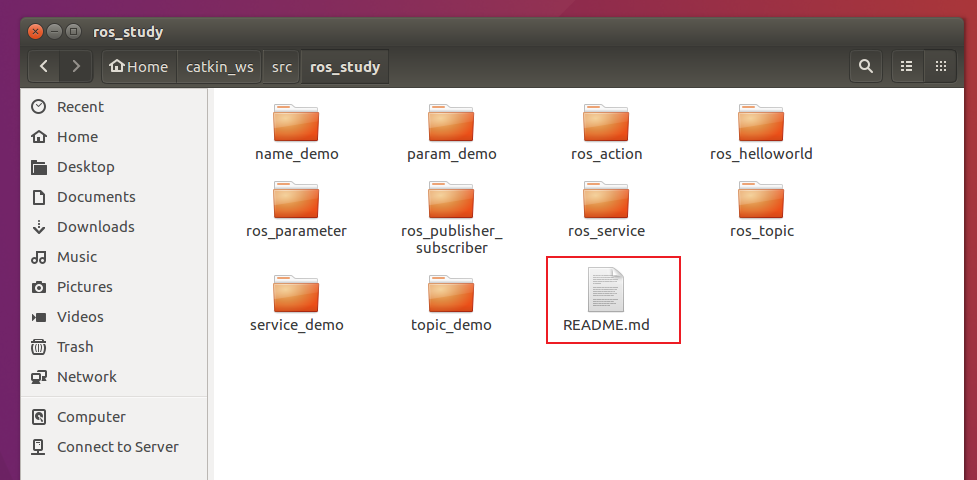 ros_study
Home catkin_ws src ros_study
Recent
Home
Desktop
Documents
Downloads
Music
Pictures
Videos
Trash
Network
Computer
Connect to Server
name_demo param_demo ros_action ros_helloworld
ros_parameter ros_publisher_ ros_service ros_topic
subscriber
service_demo topic_demo README.md